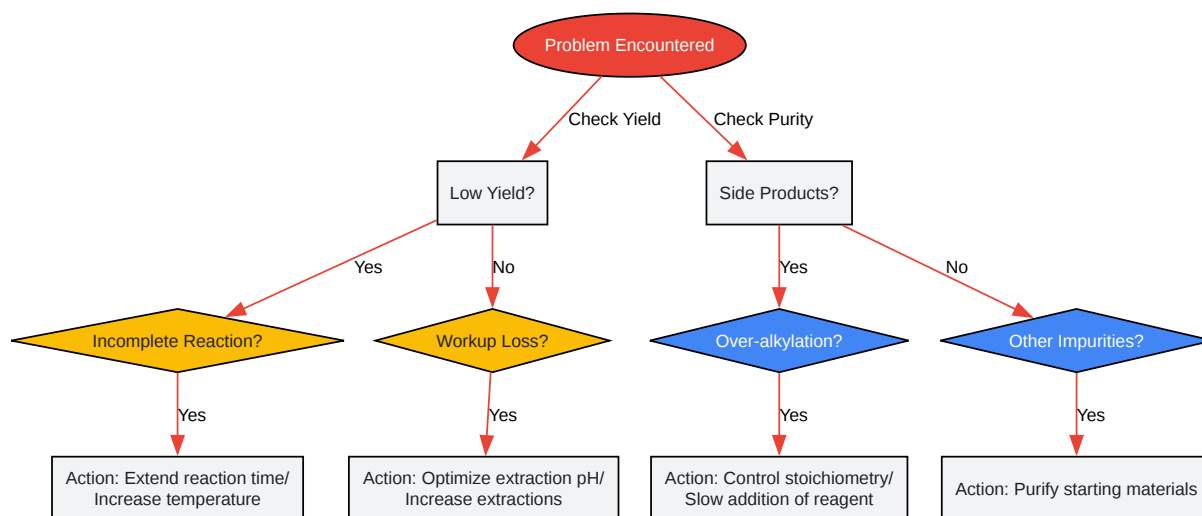 Problem Encountered
Check Yield
Check Purity
Low Yield?
Side Products?
Yes
No
Yes
No
Incomplete Reaction?
Workup Loss?
Over-alkylation?
Other Impurities?
Yes
Yes
Yes
Yes
Action: Extend reaction time/
Increase temperature
Action: Optimize extraction pH/
Increase extractions
Action: Control stoichiometry/
Slow addition of reagent
Action: Purify starting materials